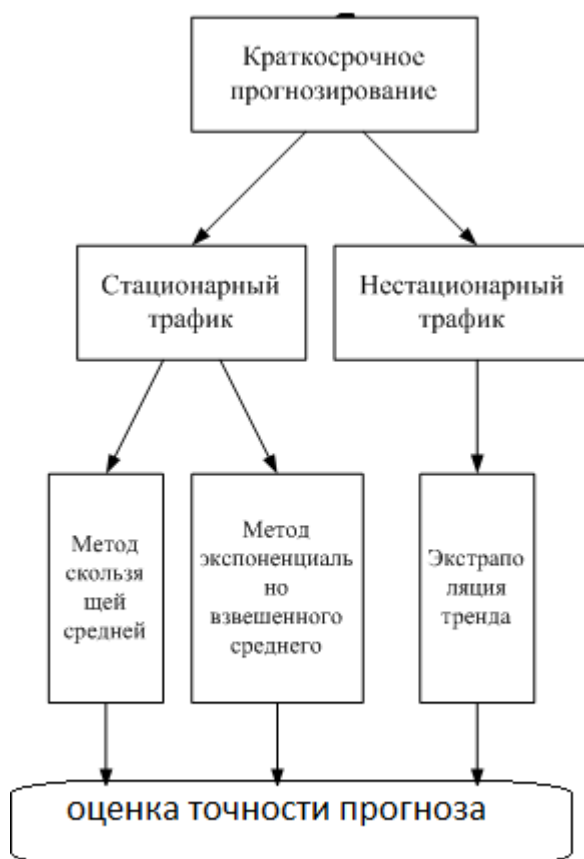 Краткосрочное
прогнозирование
Стационарный
трафик
Нестационарный
трафик
Метод
скользя
щей
средней
Метод
экспоненциаль
но
взвешенного
среднего
Экстрапо
ляция
тренда
оценка точности прогноза